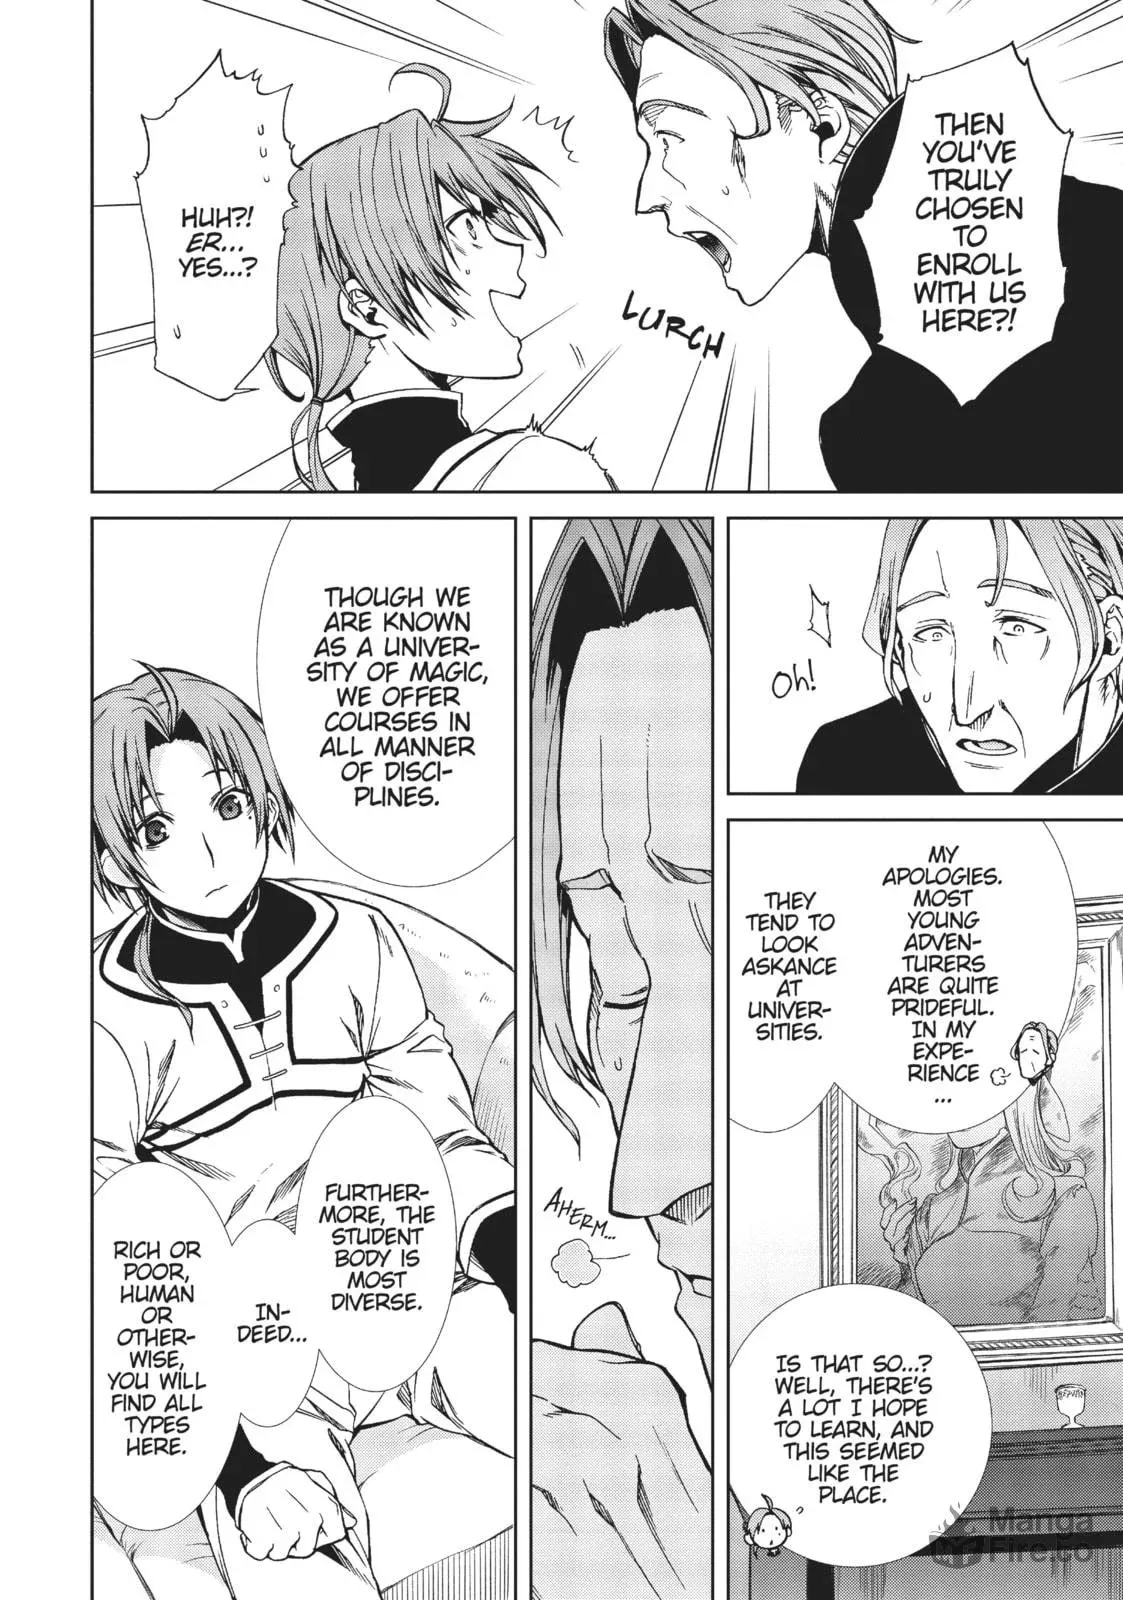 THEN
YOU'VE
TRULY
CHOSEN
TO
ENROLL
WITH US
HERE?!
LURCH
HUH?!
ER...
YES...?
Oh!
MY
APOLOGIES.
MOST
YOUNG
ADVEN-
TURERS
ARE QUITE
PRIDEFUL.
IN MY
EXPE-
RIENCE
...
THEY
TEND TO
LOOK
ASKANCE
AT
UNIVER-
SITIES.
IS THAT
SO...?
WELL, THERE'S
A LOT I HOPE
TO LEARN, AND
THIS SEEMED
LIKE THE
PLACE.
AHERM...
THOUGH WE
ARE KNOWN
AS A UNIVER-
SITY OF MAGIC,
WE OFFER
COURSES IN
ALL MANNER
OF DISCI-
PLINES.
FURTHER-
MORE, THE
STUDENT
BODY IS
MOST
DIVERSE.
IN-
DEED...
RICH OR
POOR,
HUMAN
OR
OTHER-
WISE,
YOU WILL
FIND ALL
TYPES
HERE.
Manga
Fire.co